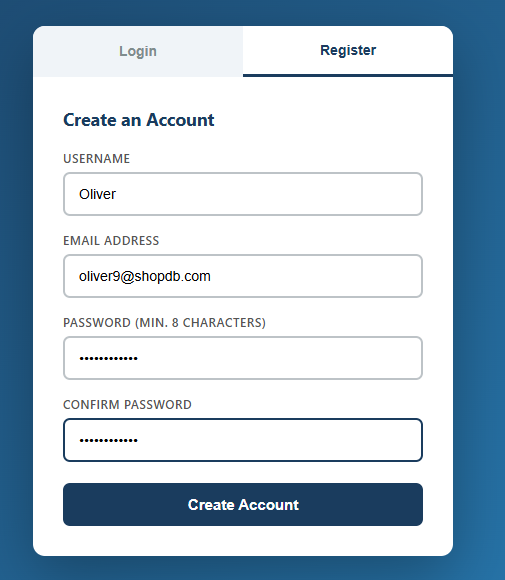 Login
Register
Create an Account
USERNAME
Oliver
EMAIL ADDRESS
oliver9@shopdb.com
PASSWORD (MIN. 8 CHARACTERS)
••••••••••••
CONFIRM PASSWORD
••••••••••••
Create Account